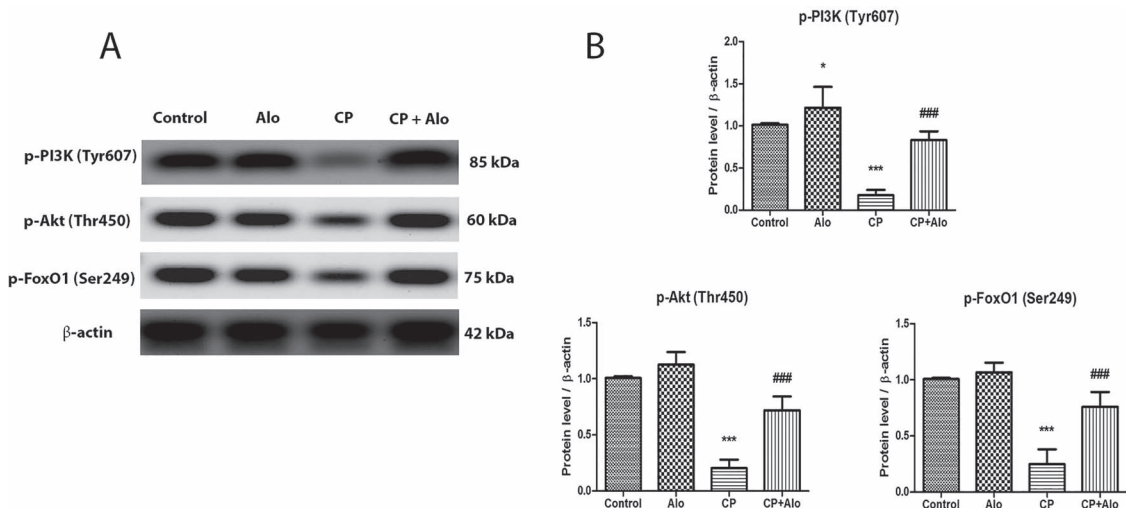 A
Control Alo CP CP + Alo
p-PI3K (Tyr607) 85 kDa
p-Akt (Thr450) 60 kDa
p-FoxO1 (Ser249) 75 kDa
β-actin 42 kDa
B
p-PI3K (Tyr607)
Protein level / β-actin
2.0
1.5
1.0
0.5
0.0
*
***
###
Control Alo CP CP+Alo
p-Akt (Thr450)
Protein level / β-actin
1.5
1.0
0.5
0.0
***
###
Control Alo CP CP+Alo
p-FoxO1 (Ser249)
Protein level / β-actin
1.5
1.0
0.5
0.0
***
###
Control Alo CP CP+Alo